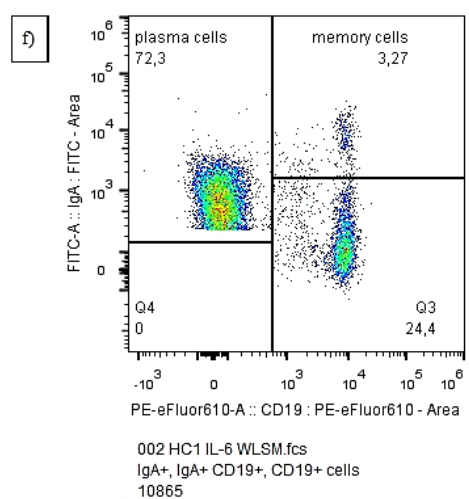 f)
plasma cells
72,3
memory cells
3,27
10^6
10^5
10^4
10^3
0
FITC-A :: IgA : FITC - Area
Q4
0
Q3
24,4
-10^3 0 10^3 10^4 10^5 10^6
PE-eFluor610-A :: CD19 : PE-eFluor610 - Area
002 HC1 IL-6 WLSM.fcs
IgA+, IgA+ CD19+, CD19+ cells
10865